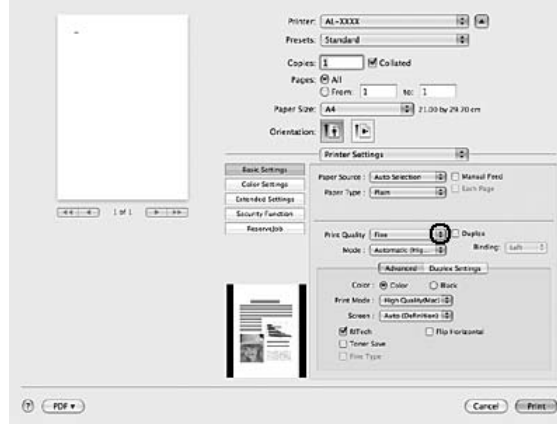 Printer: AL-XXXX
Presets: Standard
Copies: 1 Collated
Pages: All
From: 1 to: 1
Paper Size: A4 21.00 by 29.70 cm
Orientation:
Printer Settings
Basic Settings
Color Settings
Extended Settings
Security Function
ReserveJob
Paper Source : Auto Selection Manual Feed
Paper Type : Plain Each Page
1 of 1
Print Quality : Fine Duplex
Mode : Automatic (Hig... Binding: Left
Advanced Duplex Settings
Color : Color Black
Print Mode : High Quality(Mac)
Screen : Auto (Definition)
RITech Flip Horizontal
Toner Save
Fine Type
? PDF Cancel Print